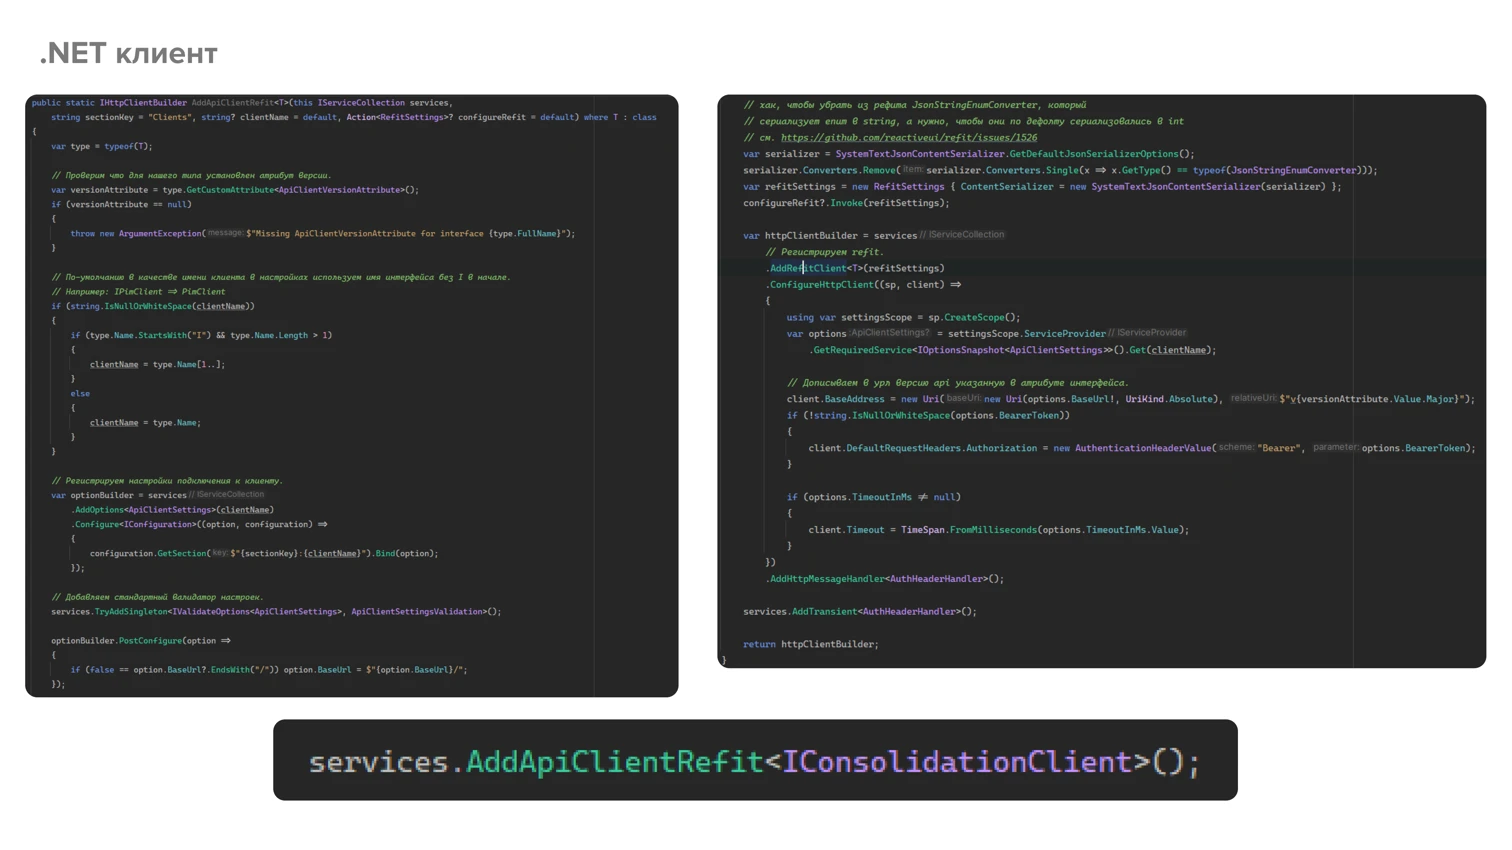 .NET клиент
public static IHttpClientBuilder AddApiClientRefit<T>(this IServiceCollection services,
string sectionKey = "Clients", string? clientName = default, Action<RefitSettings>? configureRefit = default) where T : class
{
var type = typeof(T);
// Проверим что для нашего типа установлен атрибут версии.
var versionAttribute = type.GetCustomAttribute<ApiClientVersionAttribute>();
if (versionAttribute == null)
{
throw new ArgumentException( message: $"Missing ApiClientVersionAttribute for interface {type.FullName}");
}
// По-умолчанию в качестве имени клиента в настройках используем имя интерфейса без I в начале.
// Например: IPimClient => PimClient
if (string.IsNullOrWhiteSpace(clientName))
{
if (type.Name.StartsWith("I") && type.Name.Length > 1)
{
clientName = type.Name[1..];
}
else
{
clientName = type.Name;
}
}
// Регистрируем настройки подключения к клиенту.
var optionBuilder = services // IServiceCollection
.AddOptions<ApiClientSettings>(clientName)
.Configure<IConfiguration>((option, configuration) =>
{
configuration.GetSection( key: $"{sectionKey}:{clientName}").Bind(option);
});
// Добавляем стандартный валидатор настроек.
services.TryAddSingleton<IValidateOptions<ApiClientSettings>, ApiClientSettingsValidation>();
optionBuilder.PostConfigure(option =>
{
if (false == option.BaseUrl?.EndsWith("/")) option.BaseUrl = $"{option.BaseUrl}/";
});
// хак, чтобы убрать из рефита JsonStringEnumConverter, который
// сериализует enum в string, а нужно, чтобы они по дефолту сериализовались в int
// см. https://github.com/reactiveui/refit/issues/1526
var serializer = SystemTextJsonContentSerializer.GetDefaultJsonSerializerOptions();
serializer.Converters.Remove( item: serializer.Converters.Single(x => x.GetType() == typeof(JsonStringEnumConverter)));
var refitSettings = new RefitSettings { ContentSerializer = new SystemTextJsonContentSerializer(serializer) };
configureRefit?.Invoke(refitSettings);
var httpClientBuilder = services // IServiceCollection
// Регистрируем refit.
.AddRefitClient<T>(refitSettings)
.ConfigureHttpClient((sp, client) =>
{
using var settingsScope = sp.CreateScope();
var options :ApiClientSettings? = settingsScope.ServiceProvider // IServiceProvider
.GetRequiredService<IOptionsSnapshot<ApiClientSettings>>().Get(clientName);
// Дописываем в урл версию api указанную в атрибуте интерфейса.
client.BaseAddress = new Uri( baseUri: new Uri(options.BaseUrl!, UriKind.Absolute), relativeUri: $"v{versionAttribute.Value.Major}");
if (!string.IsNullOrWhiteSpace(options.BearerToken))
{
client.DefaultRequestHeaders.Authorization = new AuthenticationHeaderValue( scheme: "Bearer", parameter: options.BearerToken);
}
if (options.TimeoutInMs ≠ null)
{
client.Timeout = TimeSpan.FromMilliseconds(options.TimeoutInMs.Value);
}
})
.AddHttpMessageHandler<AuthHeaderHandler>();
services.AddTransient<AuthHeaderHandler>();
return httpClientBuilder;
}
services.AddApiClientRefit<IConsolidationClient>();